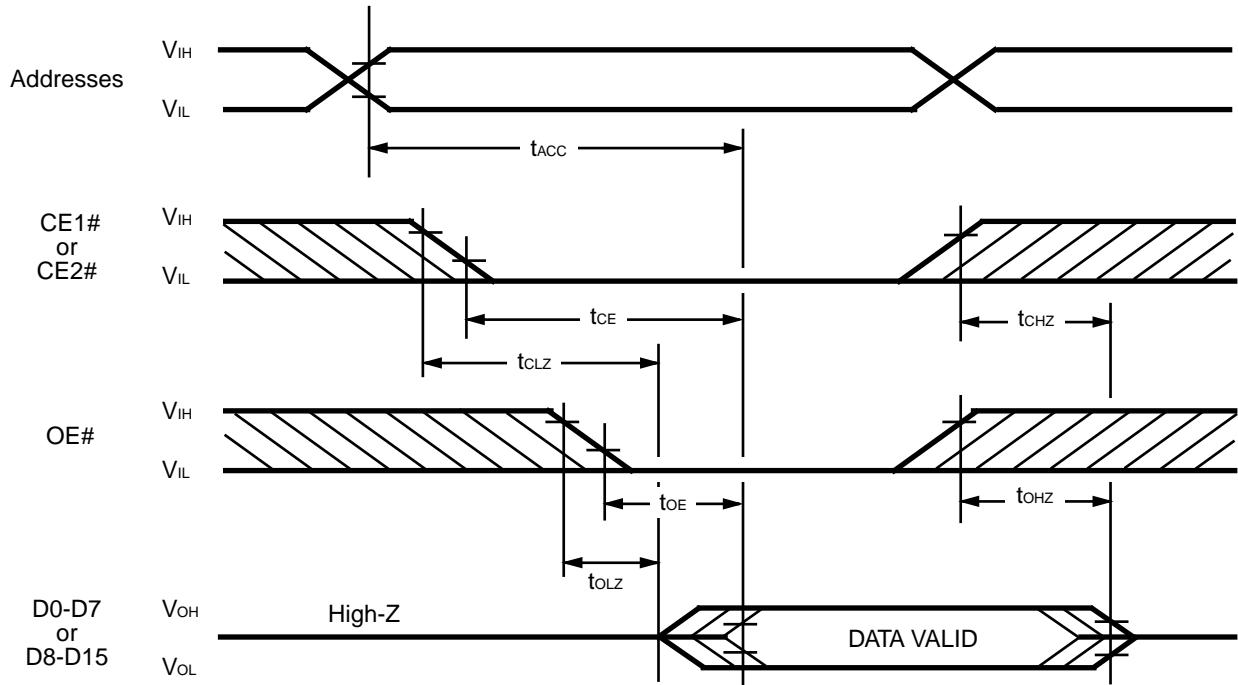 Addresses
VIH
VIL
tACC
CE1#
or
CE2#
VIH
VIL
tCE
tCHZ
tCLZ
OE#
VIH
VIL
tOE
tOHZ
tOLZ
D0-D7
or
D8-D15
VOH
VOL
High-Z
DATA VALID